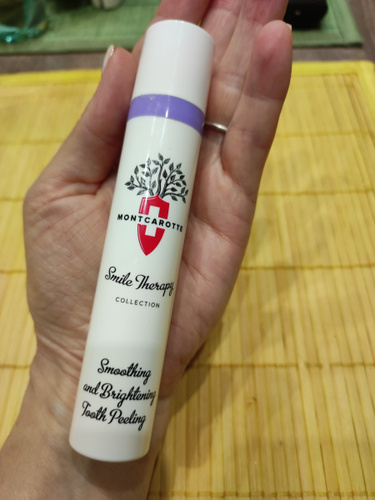 MONTCAROTTE
Smile Therapy
COLLECTION
Smoothing
and Brightening
Tooth Peeling